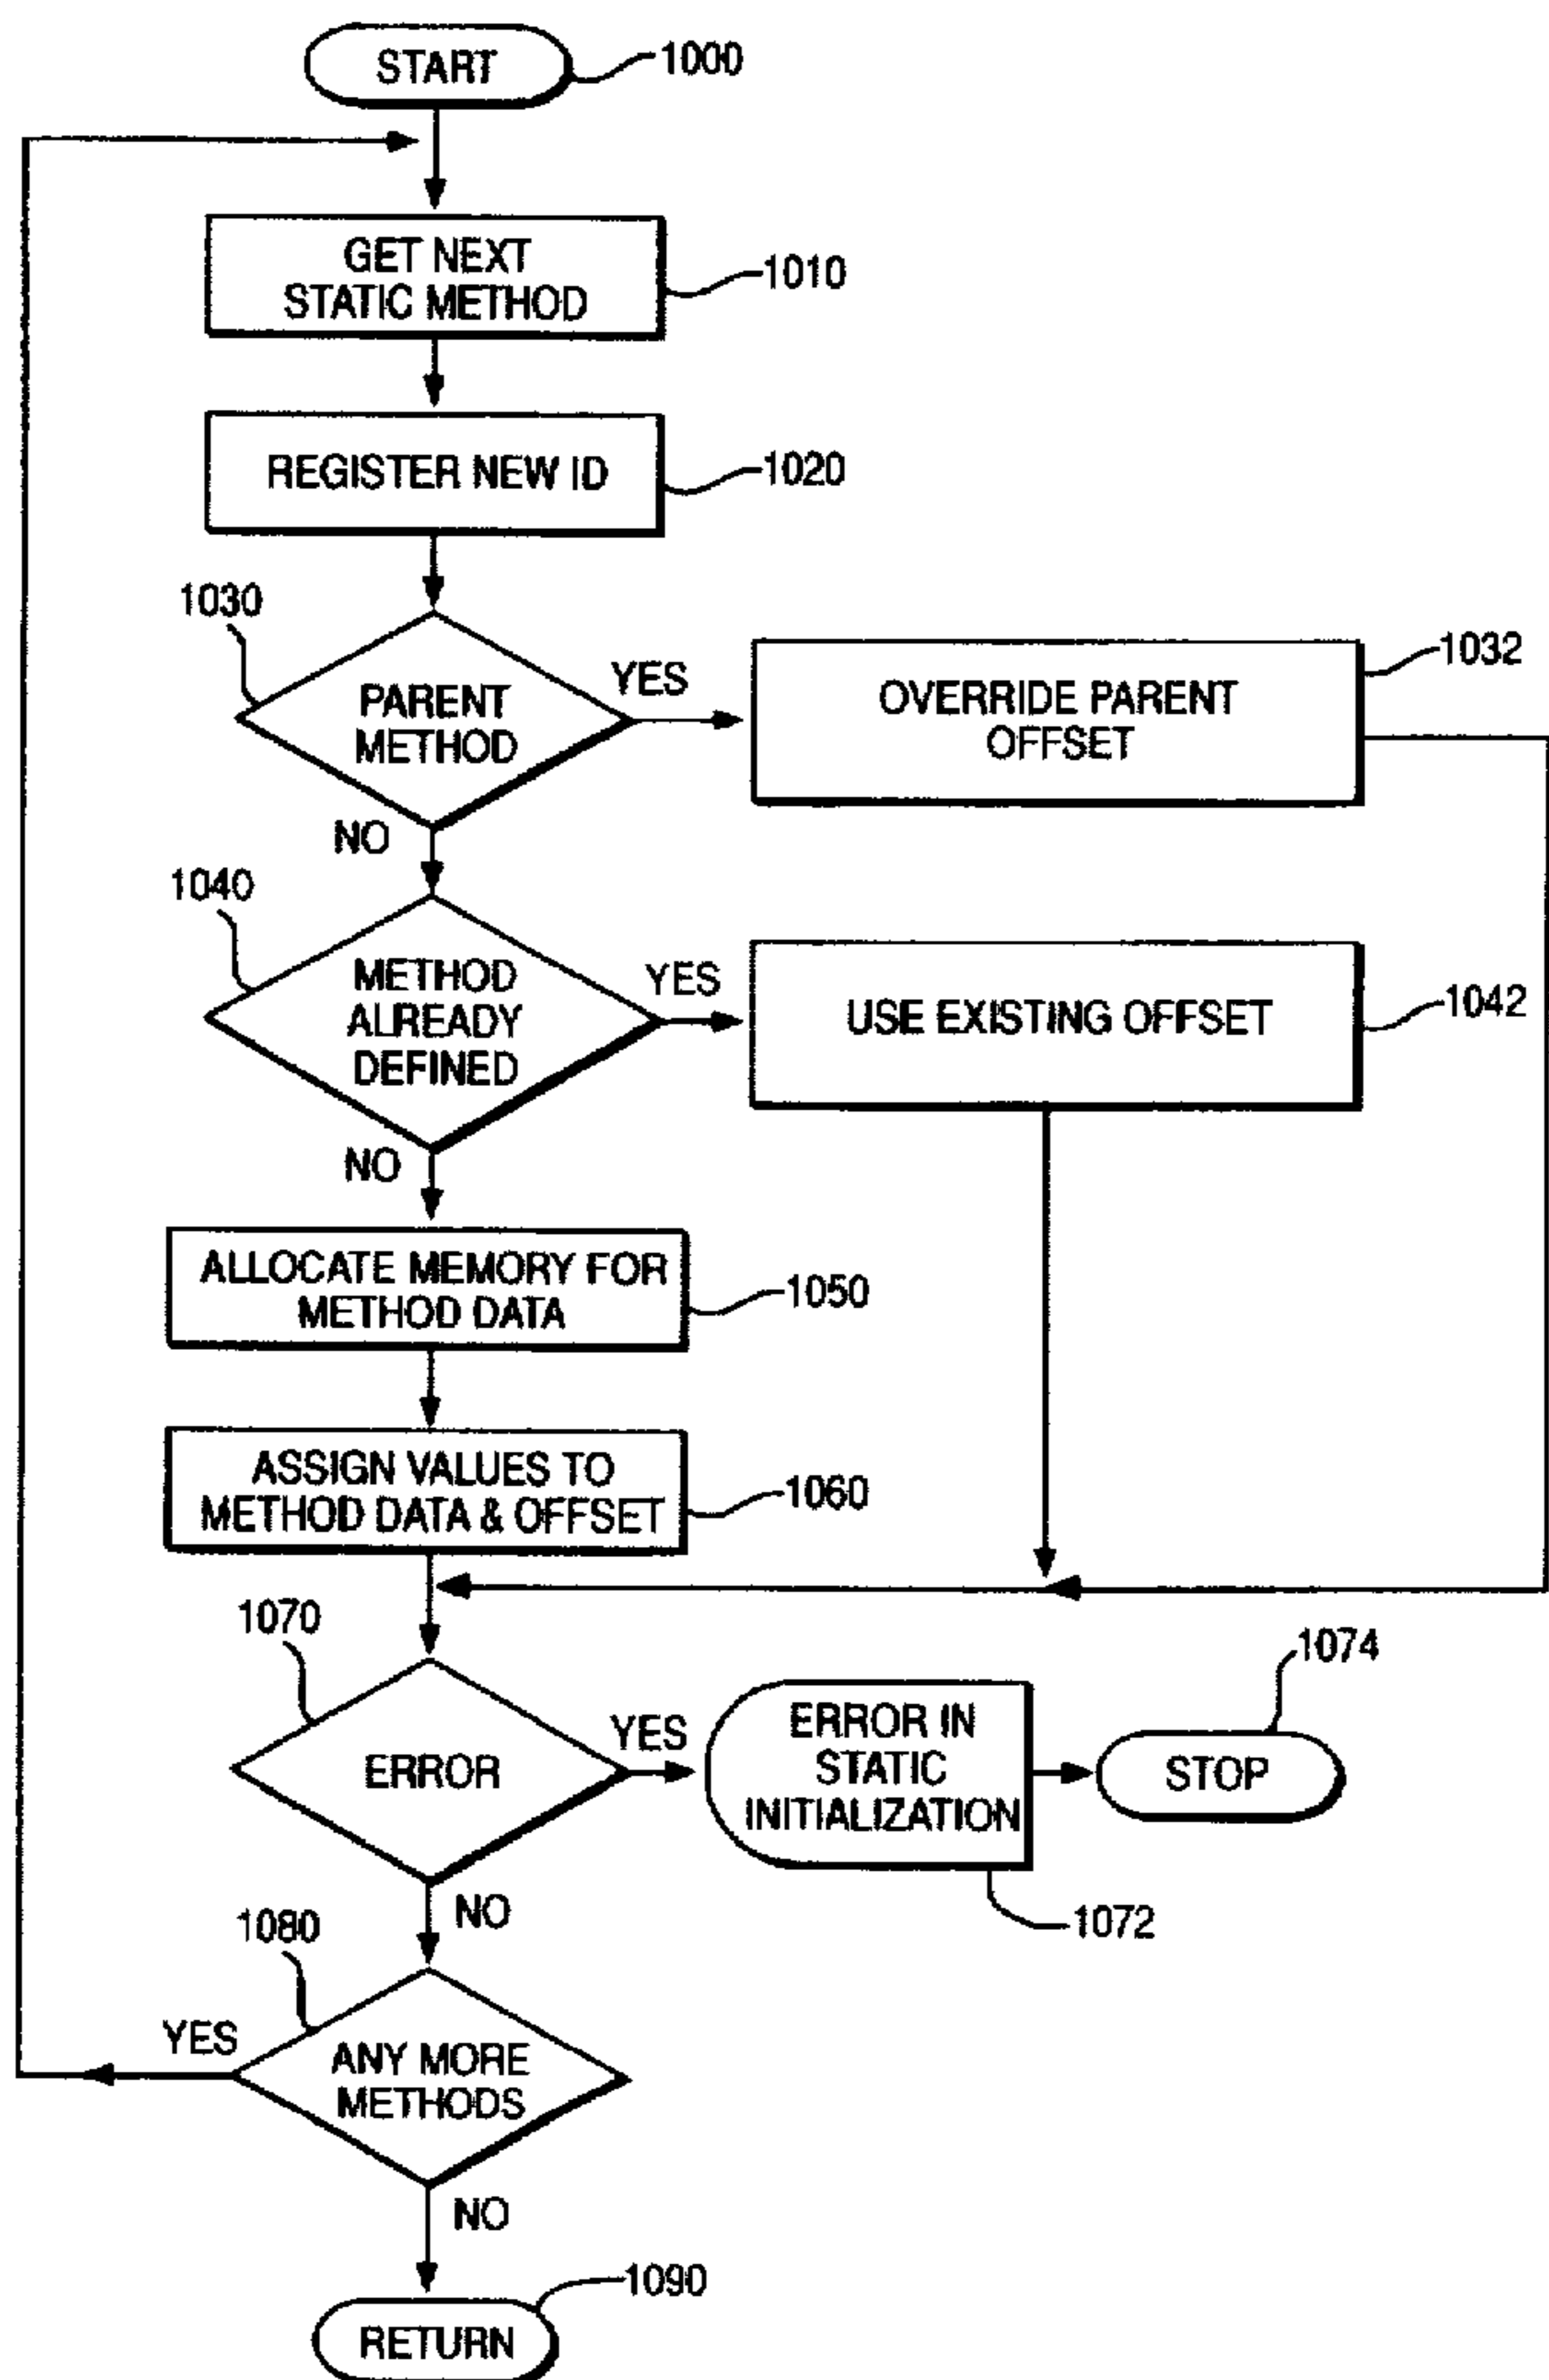 START
1000
GET NEXT
STATIC METHOD
1010
REGISTER NEW ID
1020
1030
PARENT
METHOD
YES
OVERRIDE PARENT
OFFSET
1032
NO
1040
METHOD
ALREADY
DEFINED
YES
USE EXISTING OFFSET
1042
NO
ALLOCATE MEMORY FOR
METHOD DATA
1050
ASSIGN VALUES TO
METHOD DATA & OFFSET
1060
1070
ERROR
YES
ERROR IN
STATIC
INITIALIZATION
1072
STOP
1074
NO
1080
YES
ANY MORE
METHODS
NO
1090
RETURN